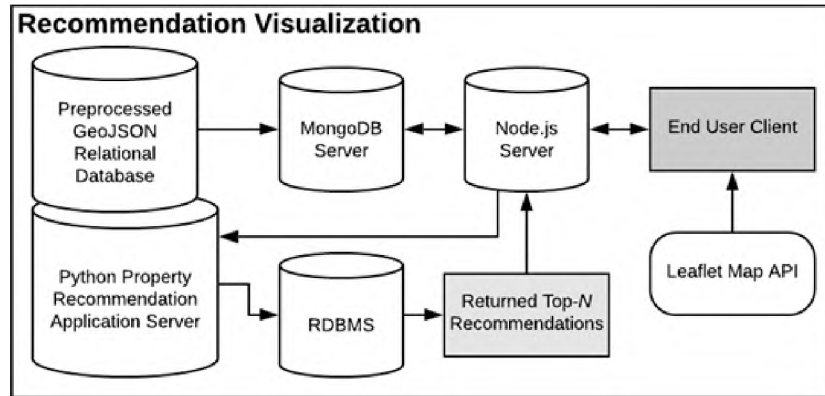 Recommendation Visualization
Preprocessed
GeoJSON
Relational
Database
MongoDB
Server
Node.js
Server
End User Client
Python Property
Recommendation
Application Server
RDBMS
Returned Top-N
Recommendations
Leaflet Map API